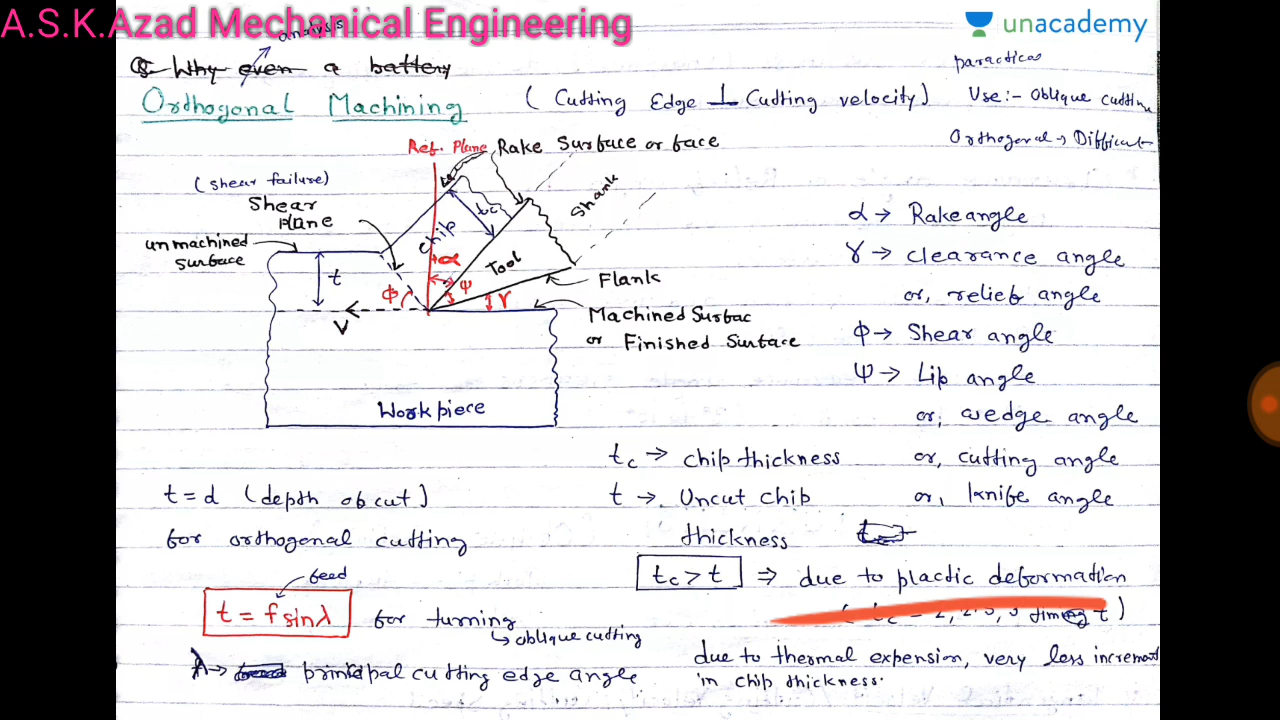 A.S.K.Azad Mechanical Engineering
unacademy
analysis
Q- Why even a battery
paractical
Orthogonal Machining ( Cutting Edge ⊥ Cutting velocity )
Use:- Oblique cutting
Orthogonal → Difficult
Ref. Plane Rake Surface or face
( shear failure )
Shear Plane
unmachined surface
Shank
chip
tc
Tool
t
α
φ
ψ
γ
V
Flank
Machined Surfac
or Finished Surface
Workpiece
α → Rake angle
γ → clearance angle
or, relief angle
φ → Shear angle
ψ → Lip angle
or, wedge angle
or, cutting angle
or, knife angle
tc → chip thickness
t → Uncut chip
thickness
t = d ( depth of cut )
for orthogonal cutting
feed
t = f sinλ for turning
↳ oblique cutting
λ → principal cutting edge angle
tc > t ⇒ due to plactic deformation
due to thermal expension, very less increment
in chip thickness.